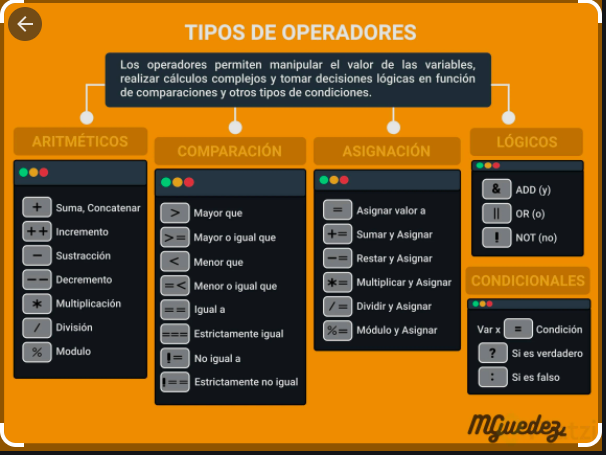 TIPOS DE OPERADORES
Los operadores permiten manipular el valor de las variables,
realizar cálculos complejos y tomar decisiones lógicas en función
de comparaciones y otros tipos de condiciones.
ARITMÉTICOS
+ Suma, Concatenar
++ Incremento
− Sustracción
−− Decremento
* Multiplicación
/ División
% Modulo
COMPARACIÓN
> Mayor que
>= Mayor o igual que
< Menor que
=< Menor o igual que
== Igual a
=== Estrictamente igual
!= No igual a
!== Estrictamente no igual
ASIGNACIÓN
= Asignar valor a
+= Sumar y Asignar
−= Restar y Asignar
*= Multiplicar y Asignar
/= Dividir y Asignar
%= Módulo y Asignar
LÓGICOS
& ADD (y)
|| OR (o)
! NOT (no)
CONDICIONALES
Var x = Condición
? Si es verdadero
: Si es falso
MGuedez